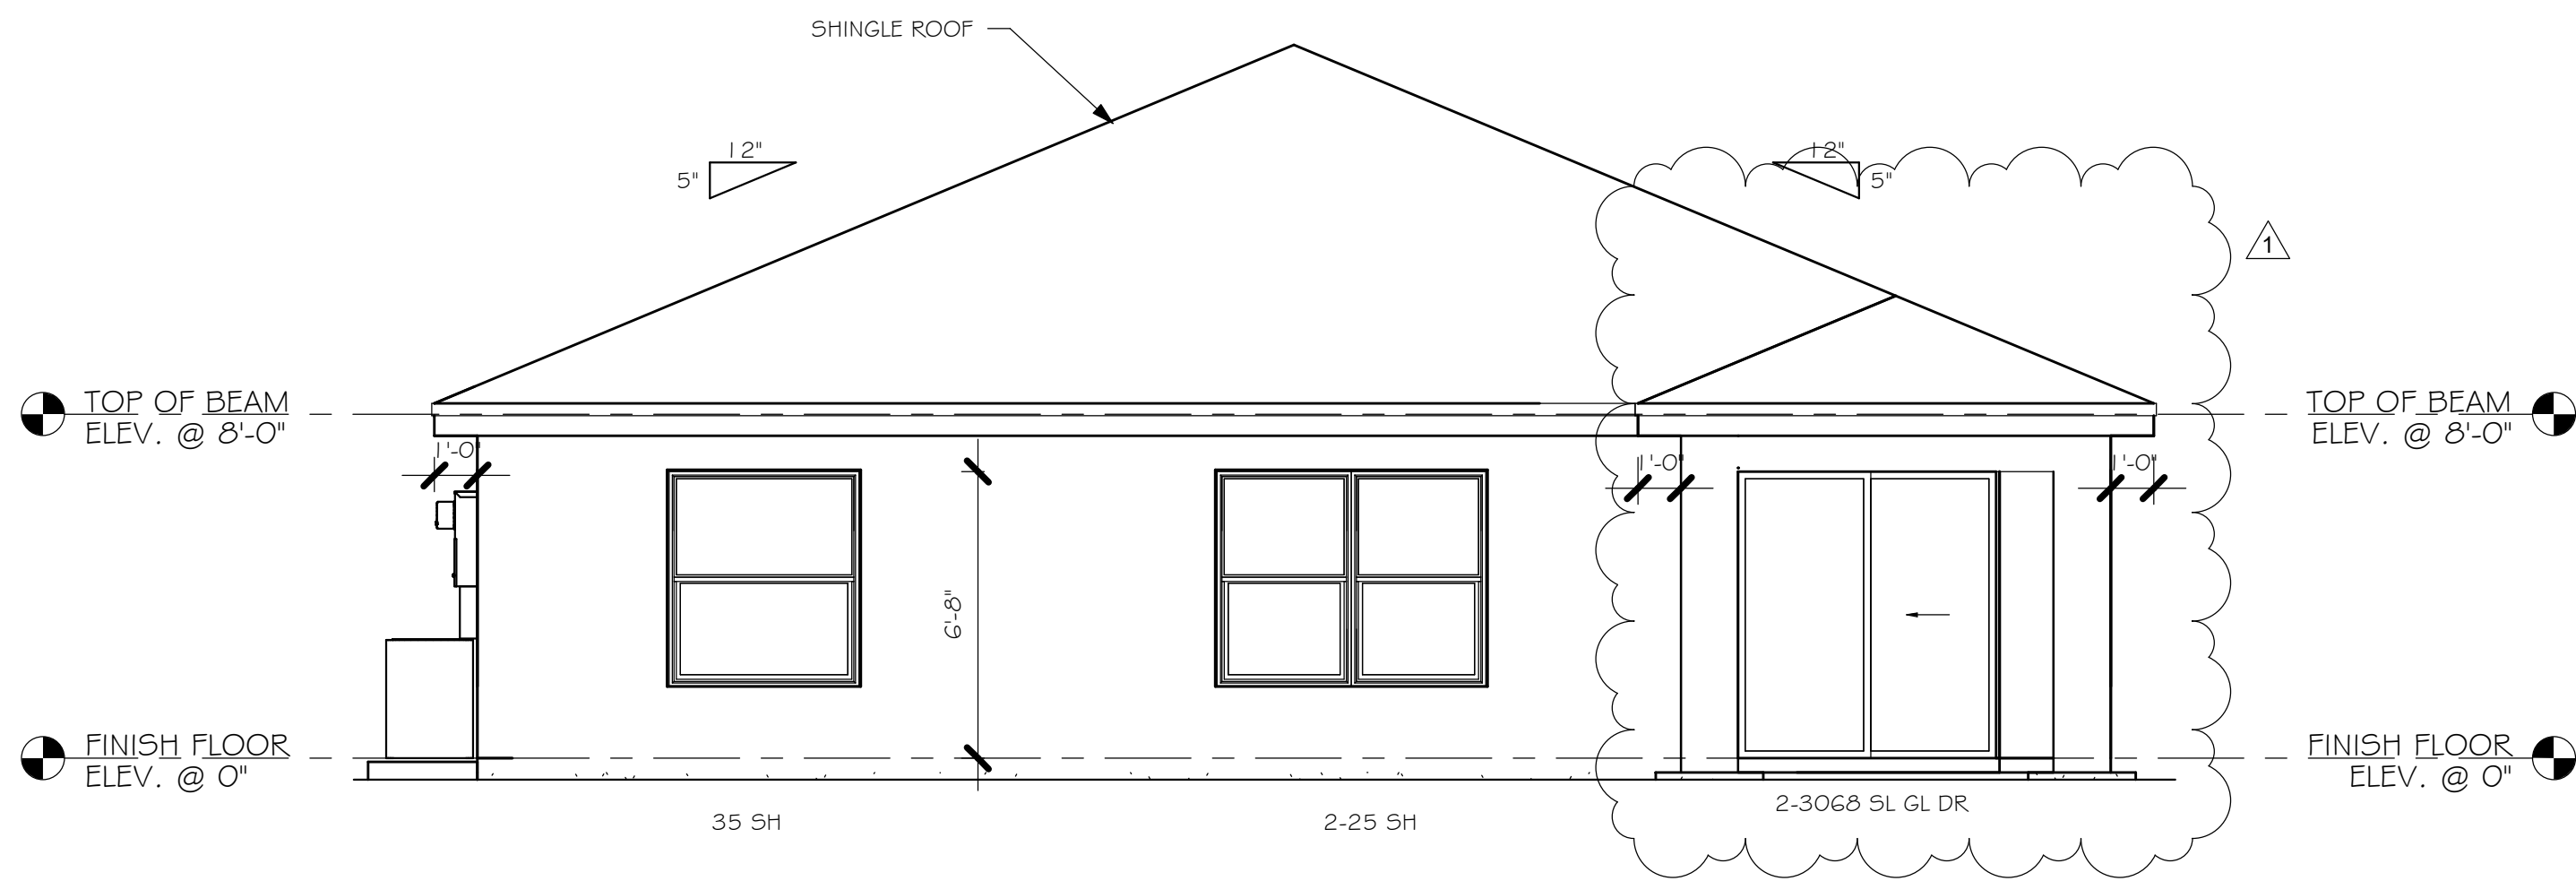 SHINGLE ROOF
12"
5"
12"
5"
1
TOP OF BEAM
ELEV. @ 8'-0"
TOP OF BEAM
ELEV. @ 8'-0"
1'-0"
1'-0"
1'-0"
6'-8"
FINISH FLOOR
ELEV. @ 0"
FINISH FLOOR
ELEV. @ 0"
35 SH
2-25 SH
2-3068 SL GL DR